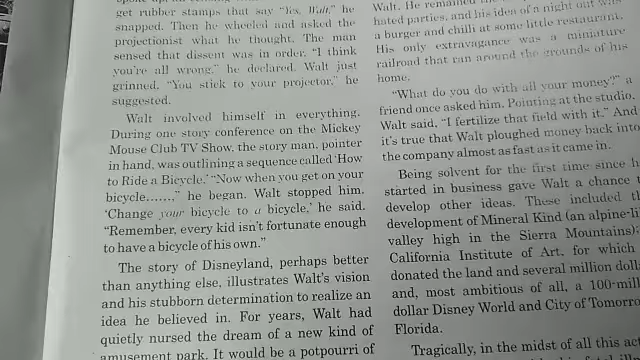 get rubber stamps that say "Yes, Walt," he
snapped. Then he wheeled and asked the
projectionist what he thought. The man
sensed that dissent was in order. "I think
you're all wrong," he declared. Walt just
grinned. "You stick to your projector," he
suggested.
Walt involved himself in everything.
During one story conference on the Mickey
Mouse Club TV Show, the story man, pointer
in hand, was outlining a sequence called 'How
to Ride a Bicycle.' "Now when you get on your
bicycle.......," he began. Walt stopped him.
'Change your bicycle to a bicycle,' he said.
"Remember, every kid isn't fortunate enough
to have a bicycle of his own."
The story of Disneyland, perhaps better
than anything else, illustrates Walt's vision
and his stubborn determination to realize an
idea he believed in. For years, Walt had
quietly nursed the dream of a new kind of
amusement park. It would be a potpourri of
Walt. He remained
hated parties, and his idea of a night out was
a burger and chilli at some little restaurant.
His only extravagance was a miniature
railroad that ran around the grounds of his
home.
"What do you do with all your money?" a
friend once asked him. Pointing at the studio,
Walt said, "I fertilize that field with it." And
it's true that Walt ploughed money back into
the company almost as fast as it came in.
Being solvent for the first time since h
started in business gave Walt a chance t
develop other ideas. These included th
development of Mineral Kind (an alpine-li
valley high in the Sierra Mountains);
California Institute of Art, for which
donated the land and several million doll
and, most ambitious of all, a 100-mill
dollar Disney World and City of Tomorro
Florida.
Tragically, in the midst of all this ac